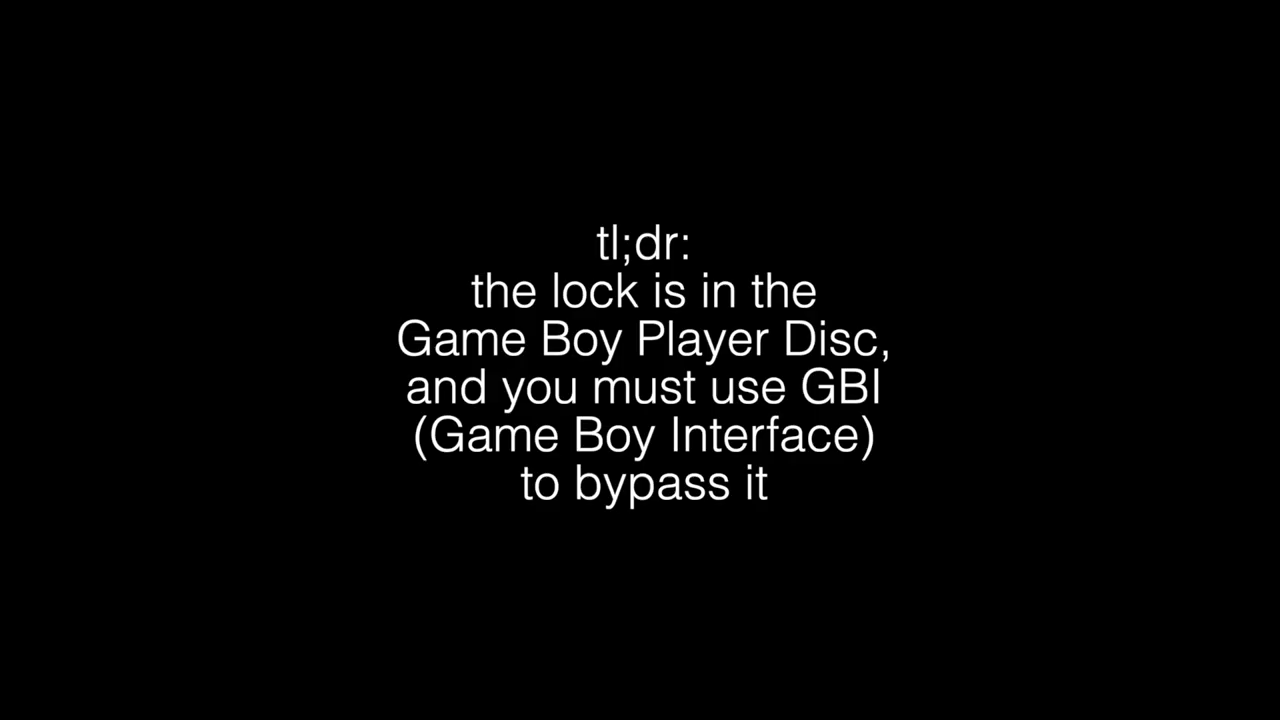 tl;dr:
the lock is in the
Game Boy Player Disc,
and you must use GBI
(Game Boy Interface)
to bypass it